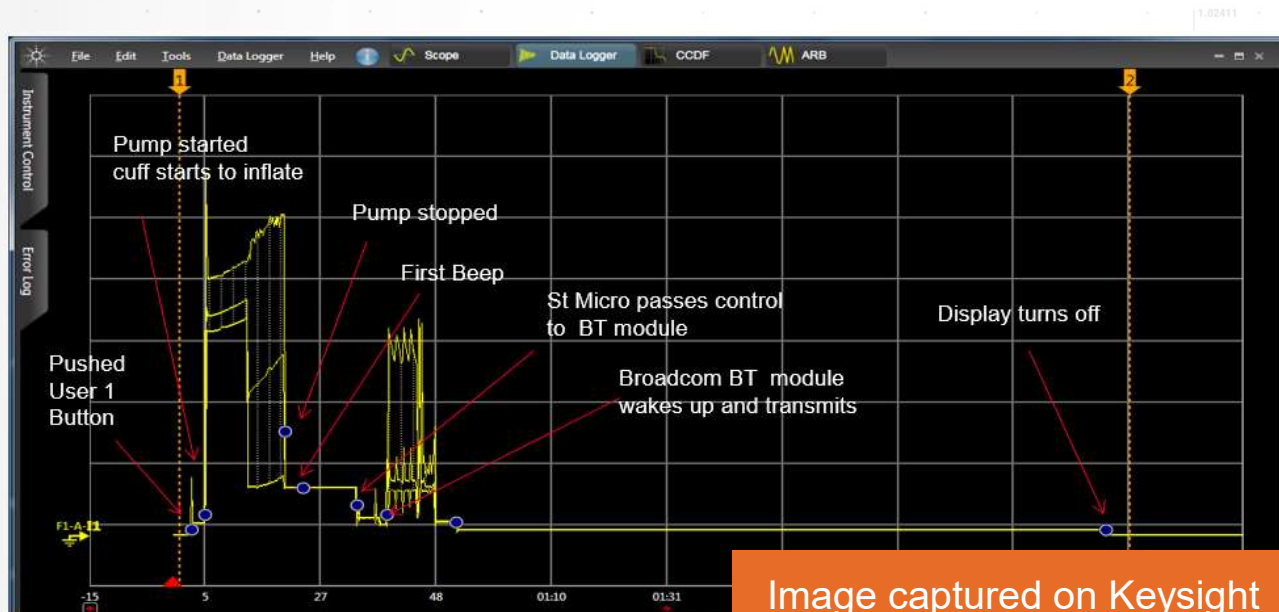 1.02411
File Edit Tools Data Logger Help i Scope Data Logger CCDF ARB
Instrument Control
Error Log
1
2
Pump started
cuff starts to inflate
Pump stopped
First Beep
St Micro passes control
to BT module
Display turns off
Pushed
User 1
Button
Broadcom BT module
wakes up and transmits
-15 5 27 48 01:10 01:31
Image captured on Keysight